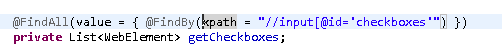 @FindAll(value = { @FindBy(xpath = "//input[@id='checkboxes'") })
private List<WebElement> getCheckboxes;